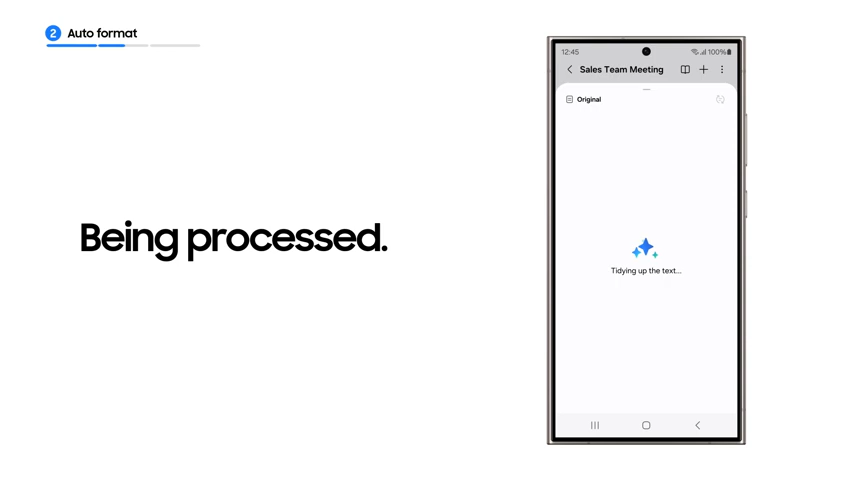 2 Auto format
12:45 100%
Sales Team Meeting
Original
Being processed.
Tidying up the text...